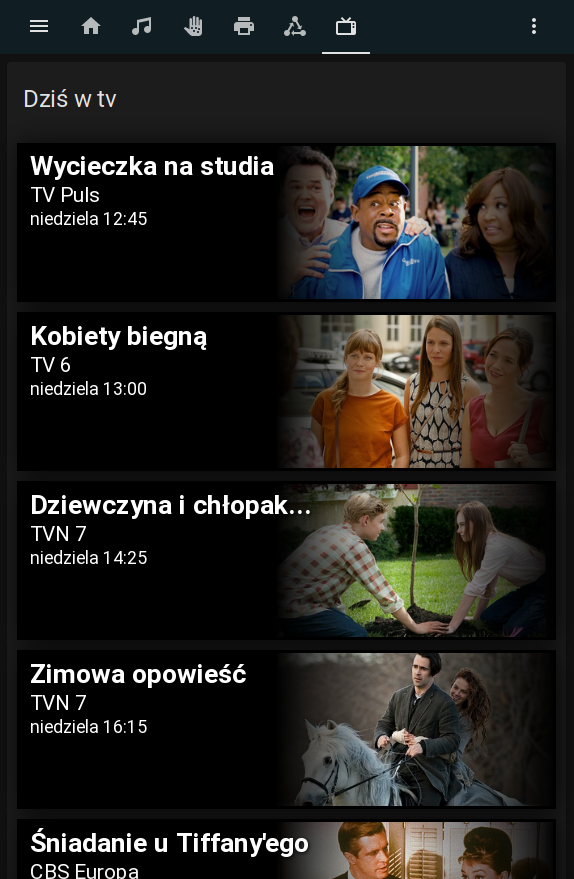 Dziś w tv
Wycieczka na studia
TV Puls
niedziela 12:45
Kobiety biegną
TV 6
niedziela 13:00
Dziewczyna i chłopak...
TVN 7
niedziela 14:25
Zimowa opowieść
TVN 7
niedziela 16:15
Śniadanie u Tiffany'ego
CBS Europa